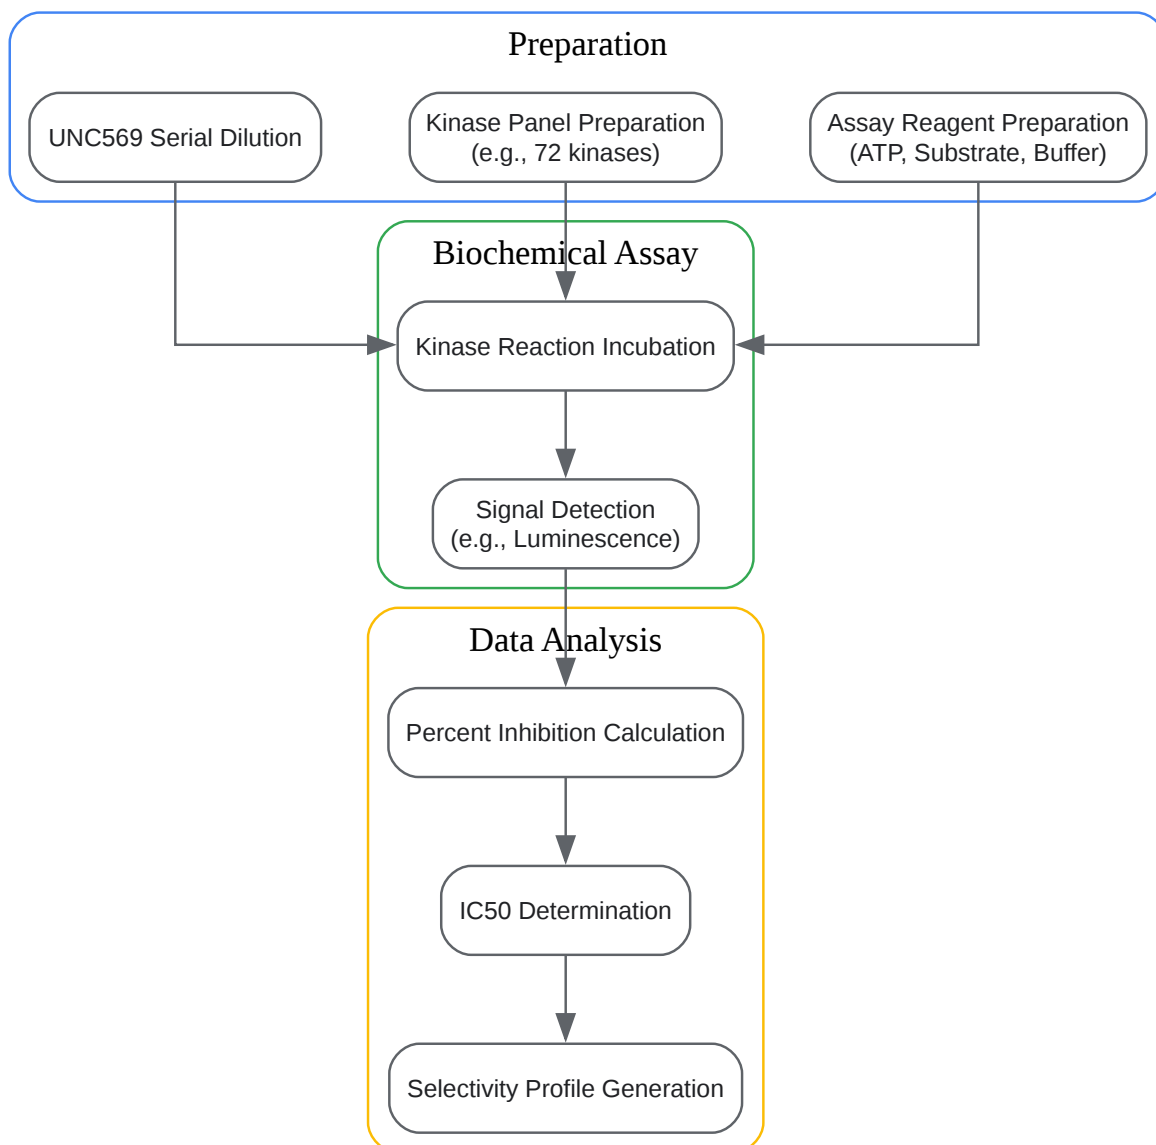 Preparation
UNC569 Serial Dilution
Kinase Panel Preparation
(e.g., 72 kinases)
Assay Reagent Preparation
(ATP, Substrate, Buffer)
Biochemical Assay
Kinase Reaction Incubation
Signal Detection
(e.g., Luminescence)
Data Analysis
Percent Inhibition Calculation
IC50 Determination
Selectivity Profile Generation